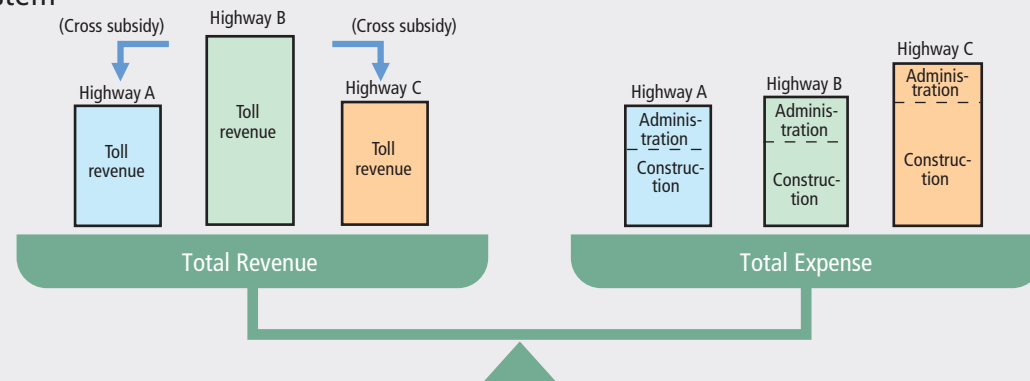 stem
Highway B
(Cross subsidy)
(Cross subsidy)
Highway A
Highway C
Toll
revenue
Toll
revenue
Toll
revenue
Total Revenue
Highway C
Highway B
Highway A
Adminis-
tration
Construc-
tion
Adminis-
tration
Construc-
tion
Adminis-
tration
Construc-
tion
Total Expense